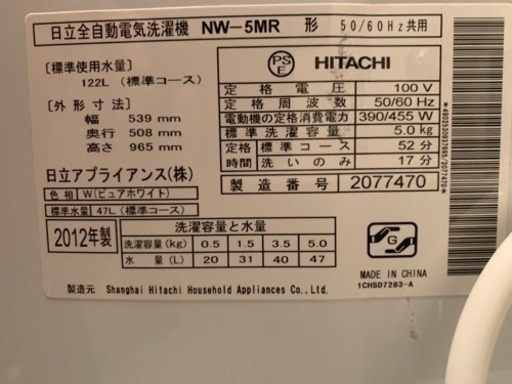 日立全自動電気洗濯機 NW-5MR 形 50/60Hz共用
〔標準使用水量〕
122L（標準コース）
〔外形寸法〕
幅 539 mm
奥行 508 mm
高さ 965 mm
日立アプライアンス(株)
色相 W(ピュアホワイト)
標準水量 47L（標準コース）
2012年製
PS E HITACHI
定格電圧 100 V
定格周波数 50/60 Hz
電動機の定格消費電力 390/455 W
標準洗濯容量 5.0 kg
定格時間 標準コース 52 分
洗いのみ 17 分
製造番号 2077470
洗濯容量と水量
洗濯容量(kg) 0.5 1.5 3.5 5.0
水量(L) 20 31 40 47
G
MADE IN CHINA
1CHSD7283-A
製造元 Shanghai Hitachi Household Appliances Co.,Ltd.